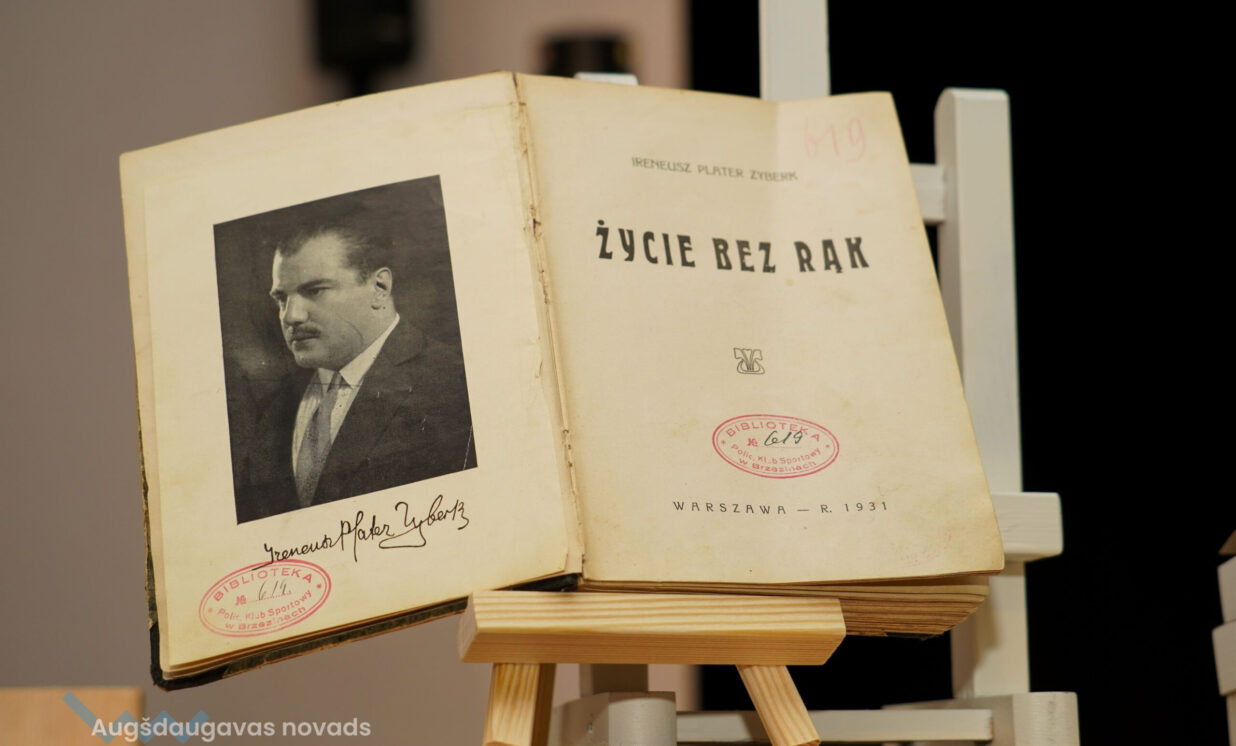 Ireneusz Plater Zyberk
BIBLIOTEKA
№ 619.
Polic. Klub Sportowy
w Brzezinach
619
IRENEUSZ PLATER ZYBERK
ŻYCIE BEZ RĄK
BIBLIOTEKA
№ 619
Polic. Klub Sportowy
w Brzezinach
WARSZAWA — R. 1931
Augšdaugavas novads